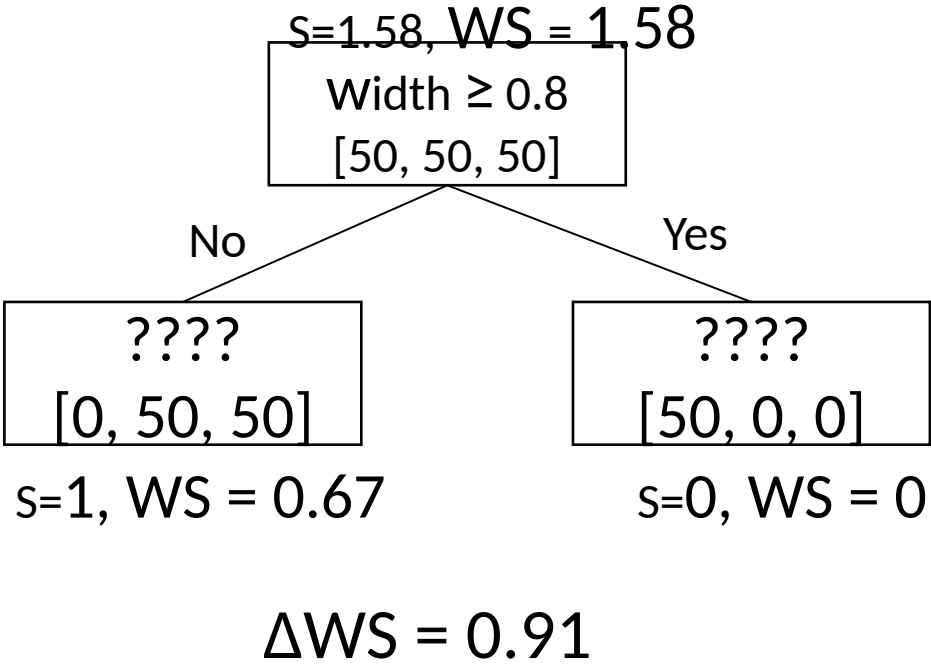 S=1.58, WS = 1.58
Width ≥ 0.8
[50, 50, 50]
No
Yes
????
[0, 50, 50]
????
[50, 0, 0]
S=1, WS = 0.67
S=0, WS = 0
ΔWS = 0.91